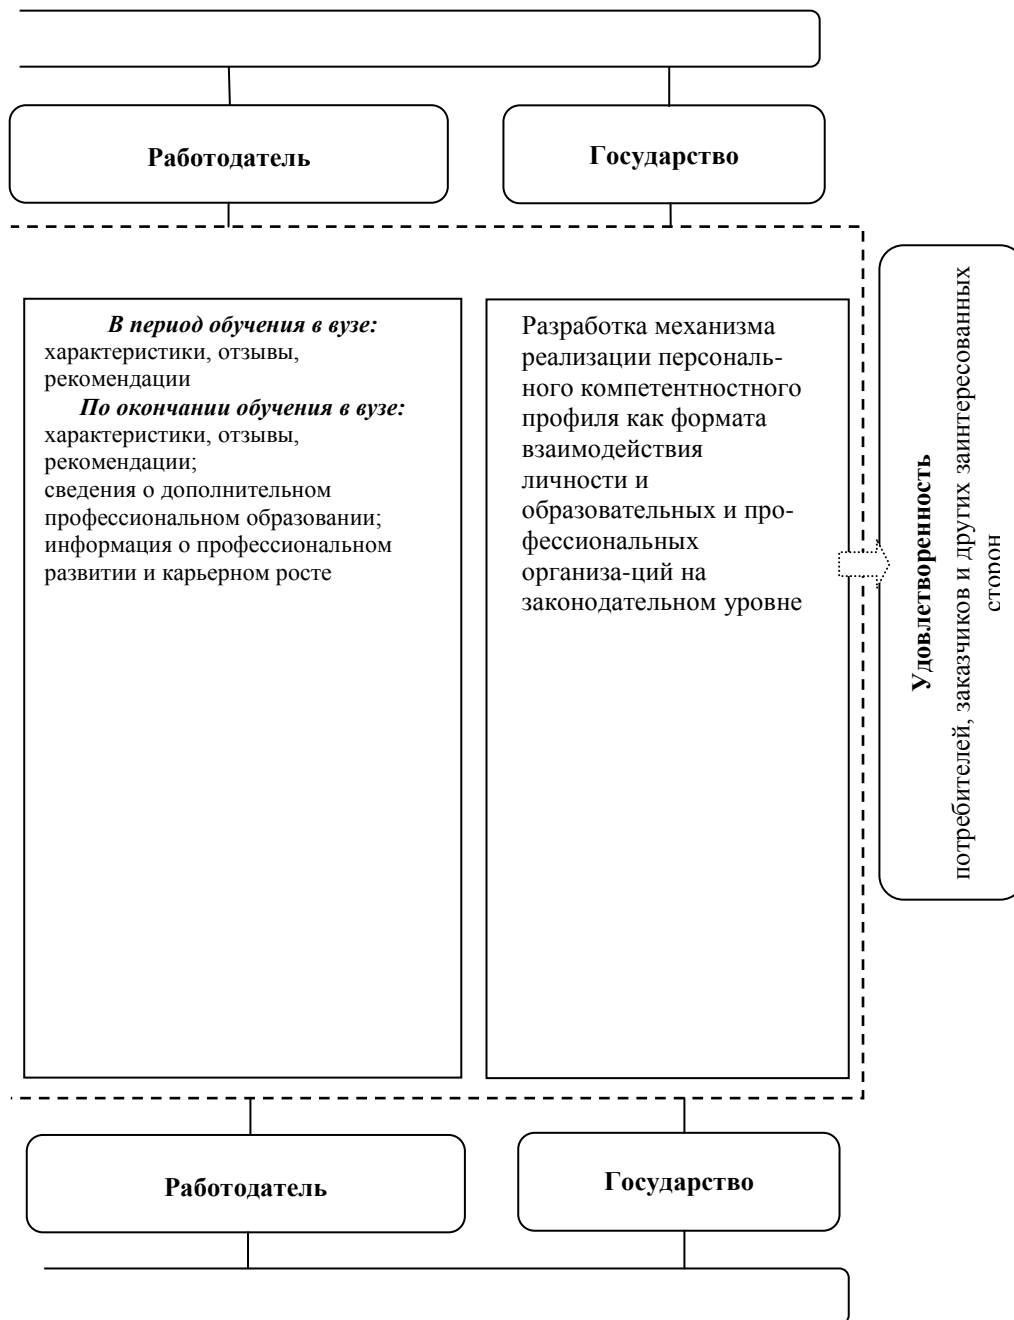 Работодатель
Государство
В период обучения в вузе:
характеристики, отзывы,
рекомендации
По окончании обучения в вузе:
характеристики, отзывы,
рекомендации;
сведения о дополнительном
профессиональном образовании;
информация о профессиональном
развитии и карьерном росте
Разработка механизма
реализации персональ-
ного компетентностного
профиля как формата
взаимодействия
личности и
образовательных и про-
фессиональных
организа-ций на
законодательном уровне
Удовлетворенность
потребителей, заказчиков и других заинтересованных
сторон
Работодатель
Государство